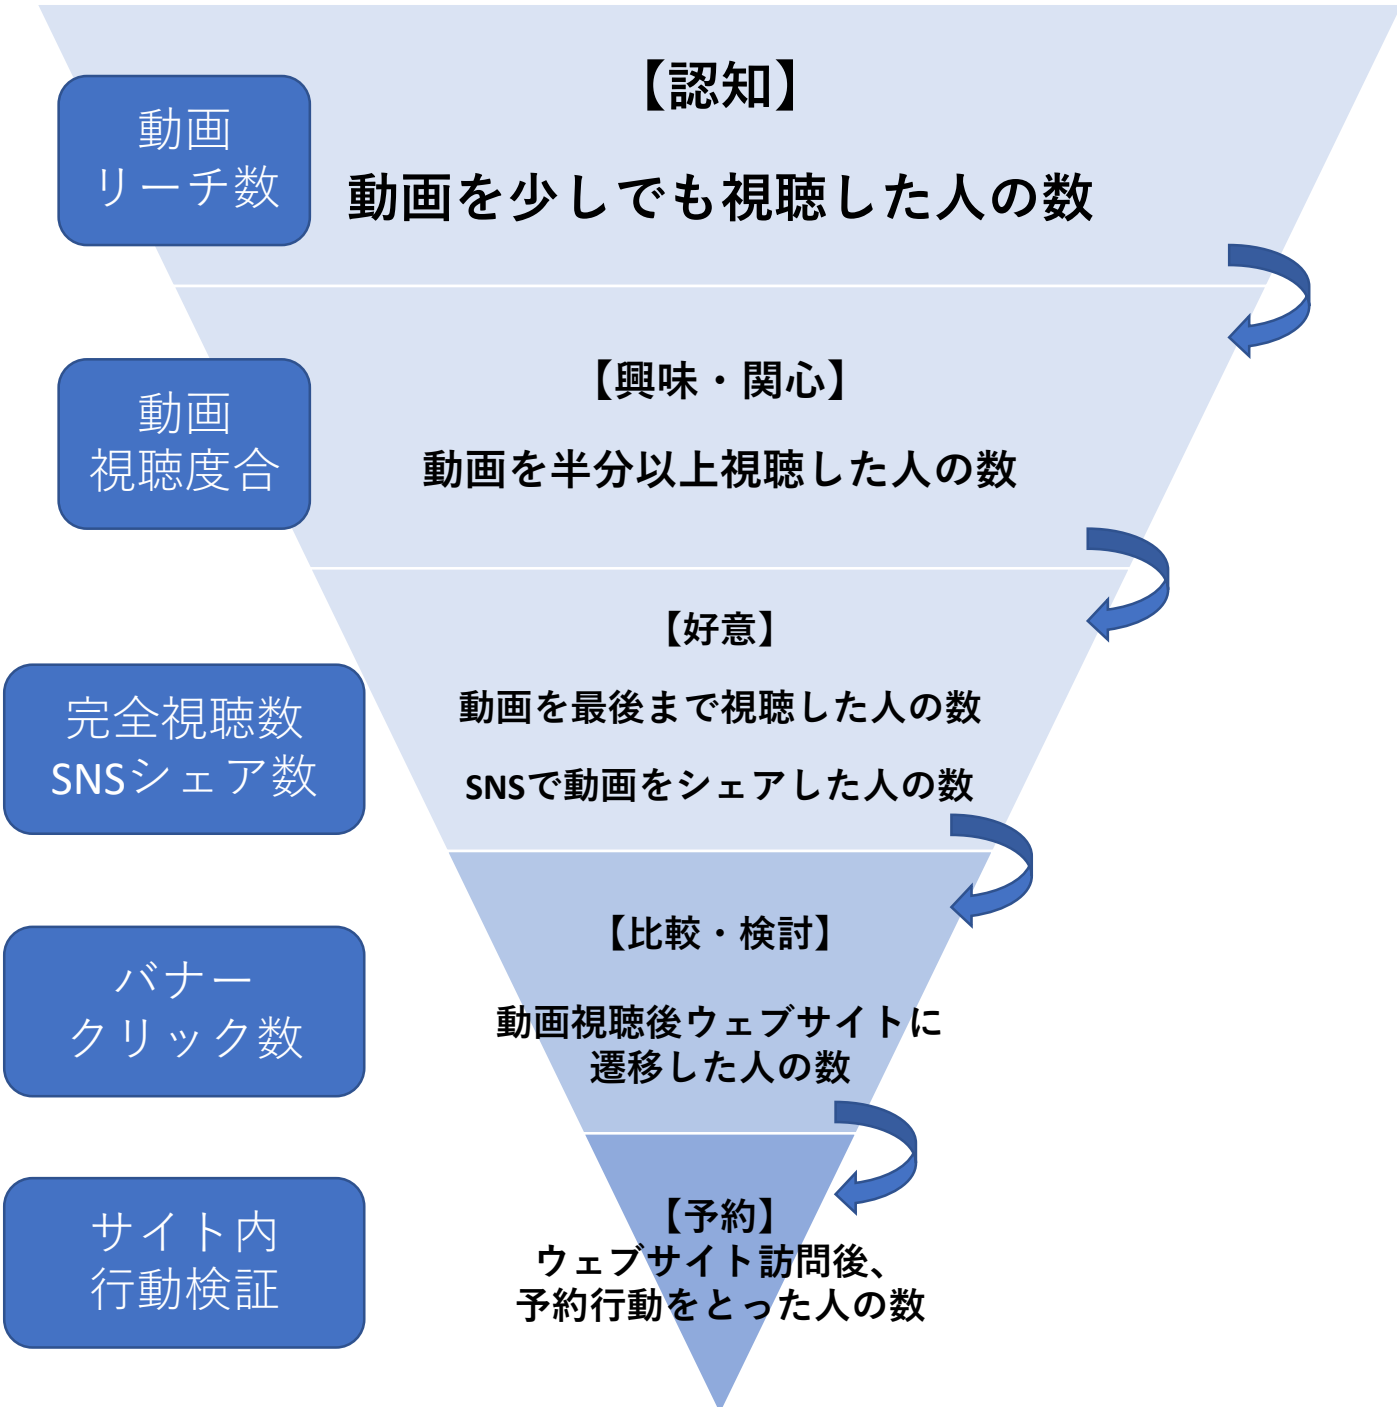 動画
リーチ数
【認知】
動画を少しでも視聴した人の数
動画
視聴度合
【興味・関心】
動画を半分以上視聴した人の数
完全視聴数
SNSシェア数
【好意】
動画を最後まで視聴した人の数
SNSで動画をシェアした人の数
バナー
クリック数
【比較・検討】
動画視聴後ウェブサイトに
遷移した人の数
サイト内
行動検証
【予約】
ウェブサイト訪問後、
予約行動をとった人の数